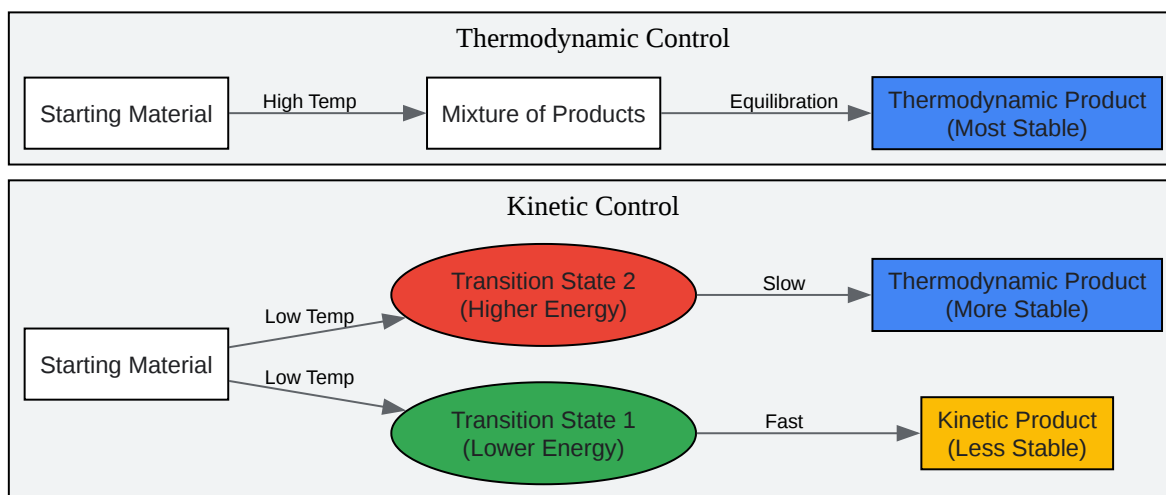 Thermodynamic Control
Starting Material
High Temp
Mixture of Products
Equilibration
Thermodynamic Product
(Most Stable)
Kinetic Control
Starting Material
Low Temp
Transition State 2
(Higher Energy)
Slow
Thermodynamic Product
(More Stable)
Low Temp
Transition State 1
(Lower Energy)
Fast
Kinetic Product
(Less Stable)